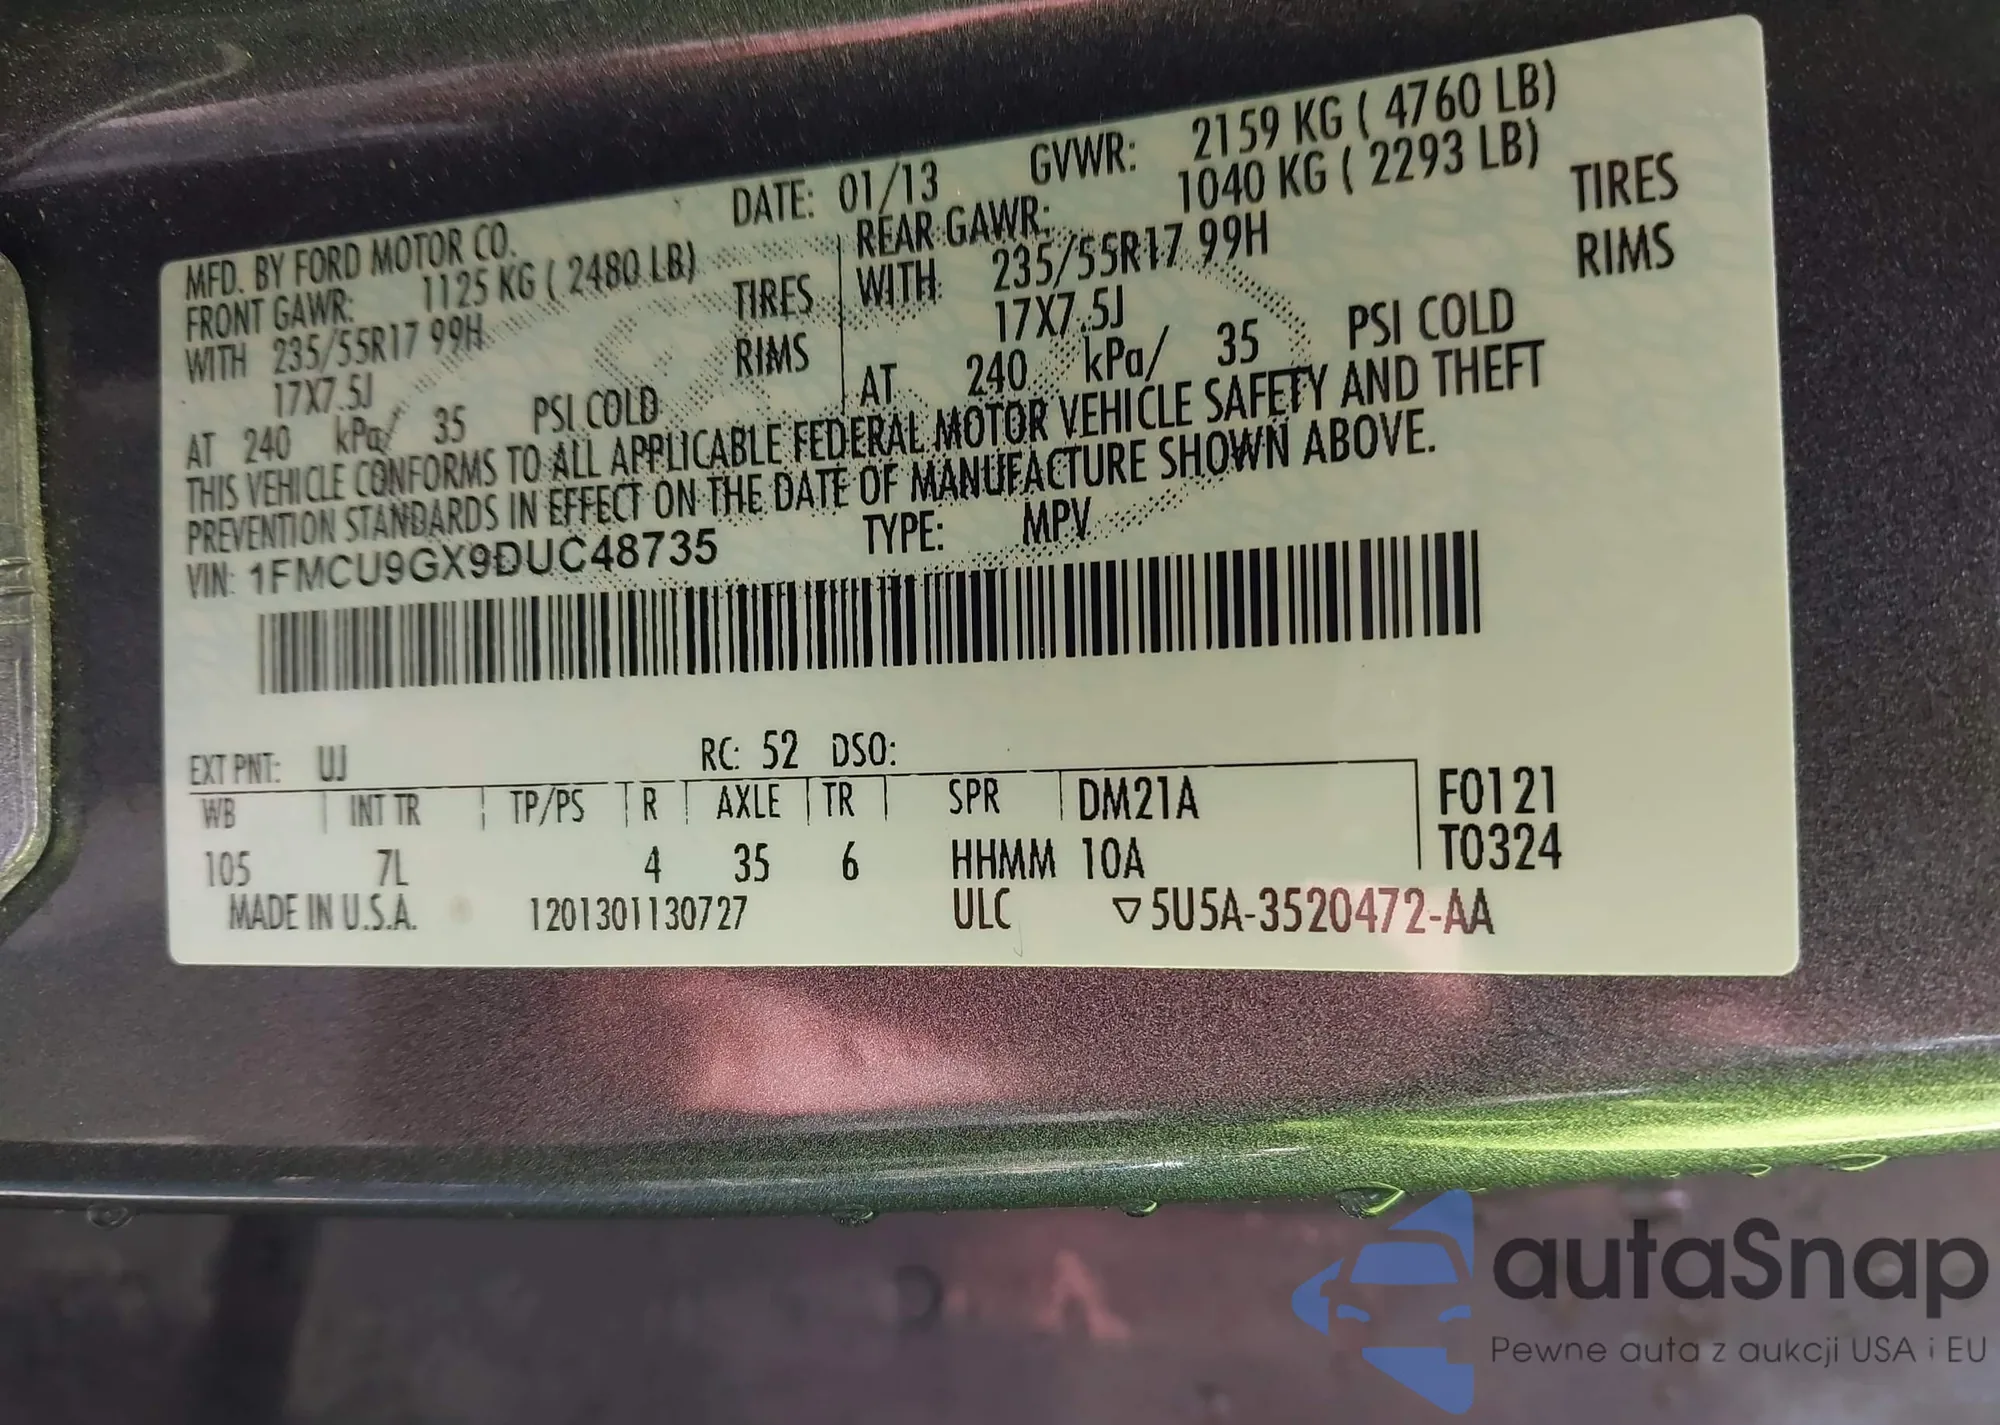 MFD. BY FORD MOTOR CO. DATE: 01/13 GVWR: 2159 KG ( 4760 LB)
FRONT GAWR: 1125 KG ( 2480 LB) REAR GAWR: 1040 KG ( 2293 LB)
WITH 235/55R17 99H TIRES WITH 235/55R17 99H TIRES
17X7.5J RIMS 17X7.5J RIMS
AT 240 kPa/ 35 PSI COLD AT 240 kPa/ 35 PSI COLD
THIS VEHICLE CONFORMS TO ALL APPLICABLE FEDERAL MOTOR VEHICLE SAFETY AND THEFT
PREVENTION STANDARDS IN EFFECT ON THE DATE OF MANUFACTURE SHOWN ABOVE.
VIN: 1FMCU9GX9DUC48735 TYPE: MPV
EXT PNT: UJ RC: 52 DSO:
WB INT TR TP/PS R AXLE TR SPR DM21A F0121
105 7L 4 35 6 HHMM 10A T0324
MADE IN U.S.A. 1201301130727 ULC ▽5U5A-3520472-AA
autaSnap
Pewne auta z aukcji USA i EU